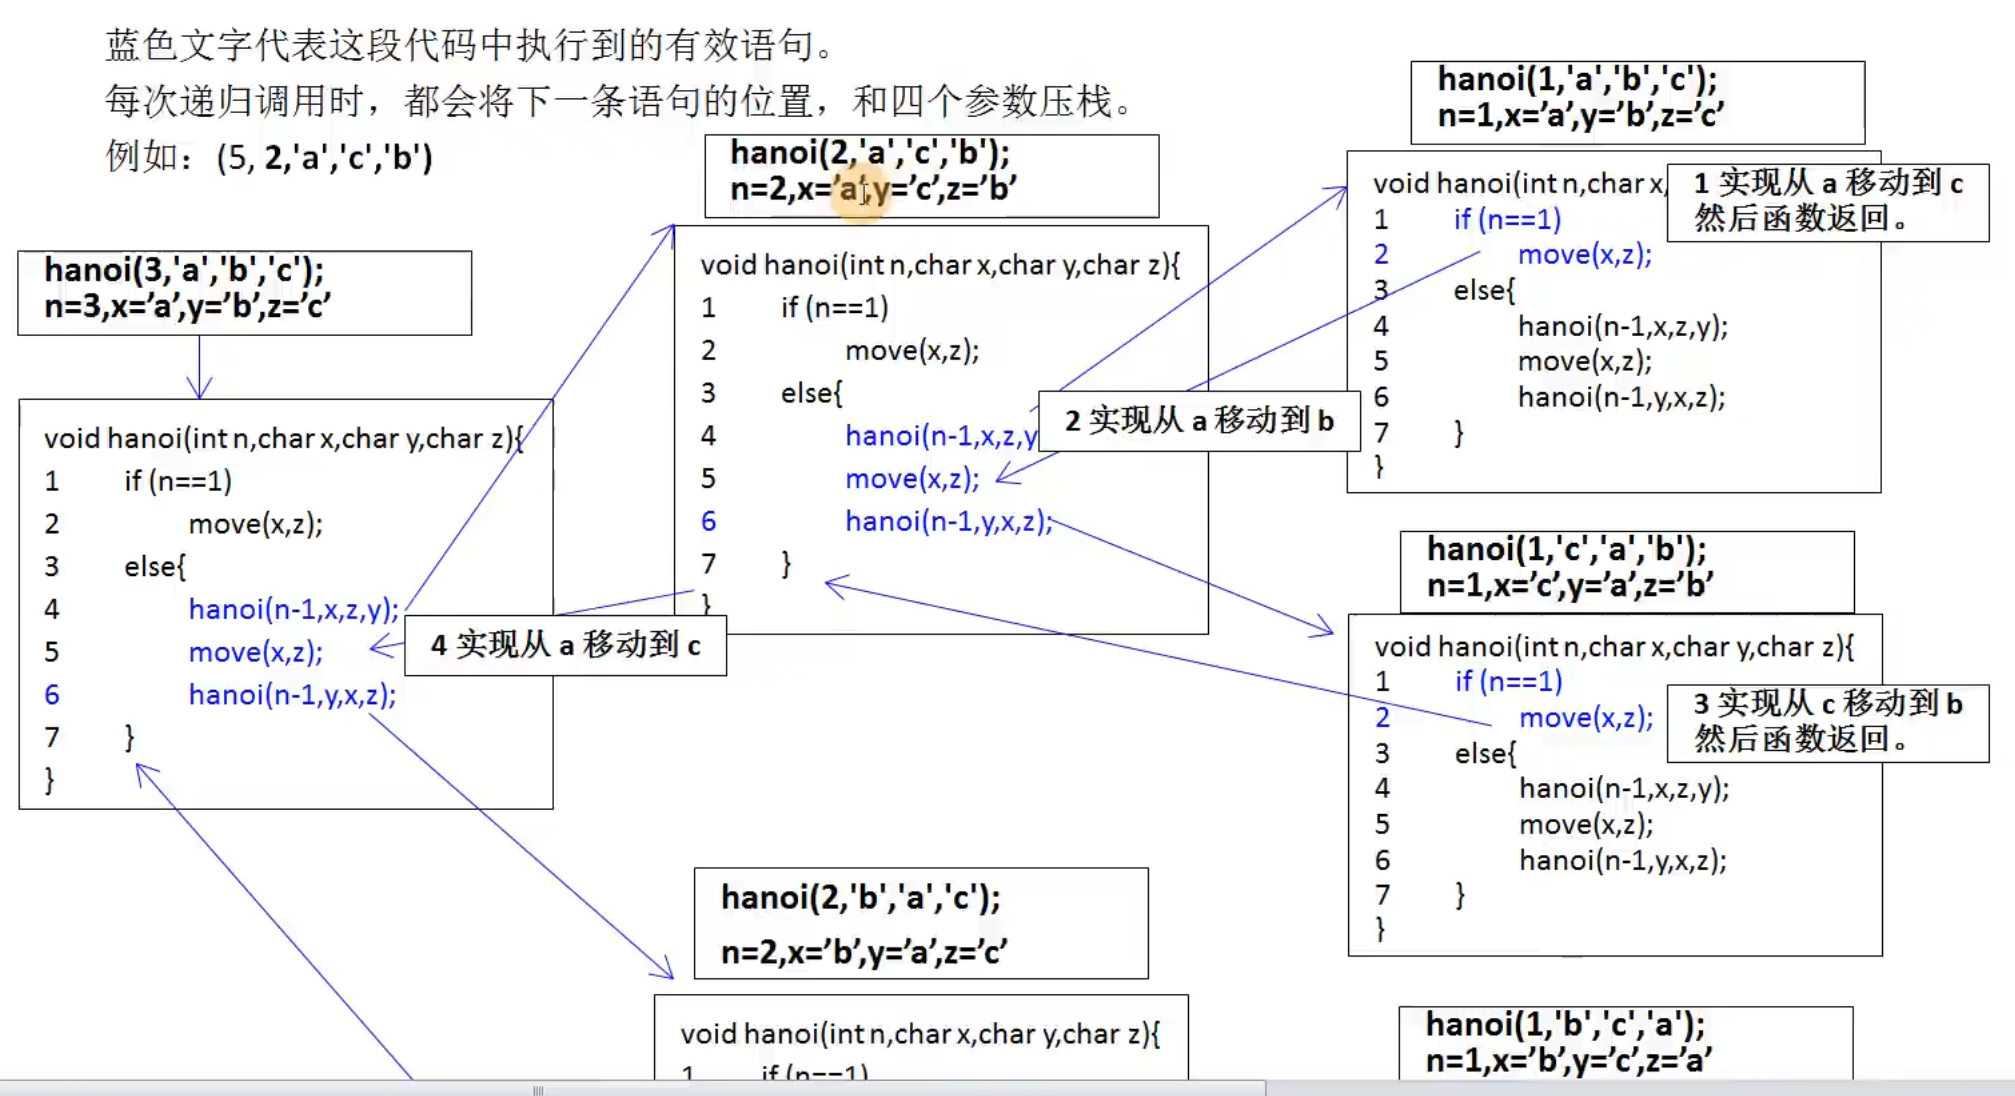 蓝色文字代表这段代码中执行到的有效语句。
每次递归调用时，都会将下一条语句的位置，和四个参数压栈。
例如：(5, 2,'a','c','b')
hanoi(3,'a','b','c');
n=3,x=’a’,y=’b’,z=’c’
void hanoi(int n,char x,char y,char z){
1 if (n==1)
2 move(x,z);
3 else{
4 hanoi(n-1,x,z,y);
5 move(x,z);
6 hanoi(n-1,y,x,z);
7 }
}
4 实现从 a 移动到 c
hanoi(2,'a','c','b');
n=2,x=’a’,y=’c’,z=’b’
void hanoi(int n,char x,char y,char z){
1 if (n==1)
2 move(x,z);
3 else{
4 hanoi(n-1,x,z,y
5 move(x,z);
6 hanoi(n-1,y,x,z);
7 }
}
2 实现从 a 移动到 b
hanoi(1,'a','b','c');
n=1,x=’a’,y=’b’,z=’c’
void hanoi(int n,char x,
1 实现从 a 移动到 c
然后函数返回。
1 if (n==1)
2 move(x,z);
3 else{
4 hanoi(n-1,x,z,y);
5 move(x,z);
6 hanoi(n-1,y,x,z);
7 }
}
hanoi(1,'c','a','b');
n=1,x=’c’,y=’a’,z=’b’
void hanoi(int n,char x,char y,char z){
1 if (n==1)
2 move(x,z);
3 实现从 c 移动到 b
然后函数返回。
3 else{
4 hanoi(n-1,x,z,y);
5 move(x,z);
6 hanoi(n-1,y,x,z);
7 }
}
hanoi(2,'b','a','c');
n=2,x=’b’,y=’a’,z=’c’
void hanoi(int n,char x,char y,char z){
1 if (n==1)
hanoi(1,'b','c','a');
n=1,x=’b’,y=’c’,z=’a’